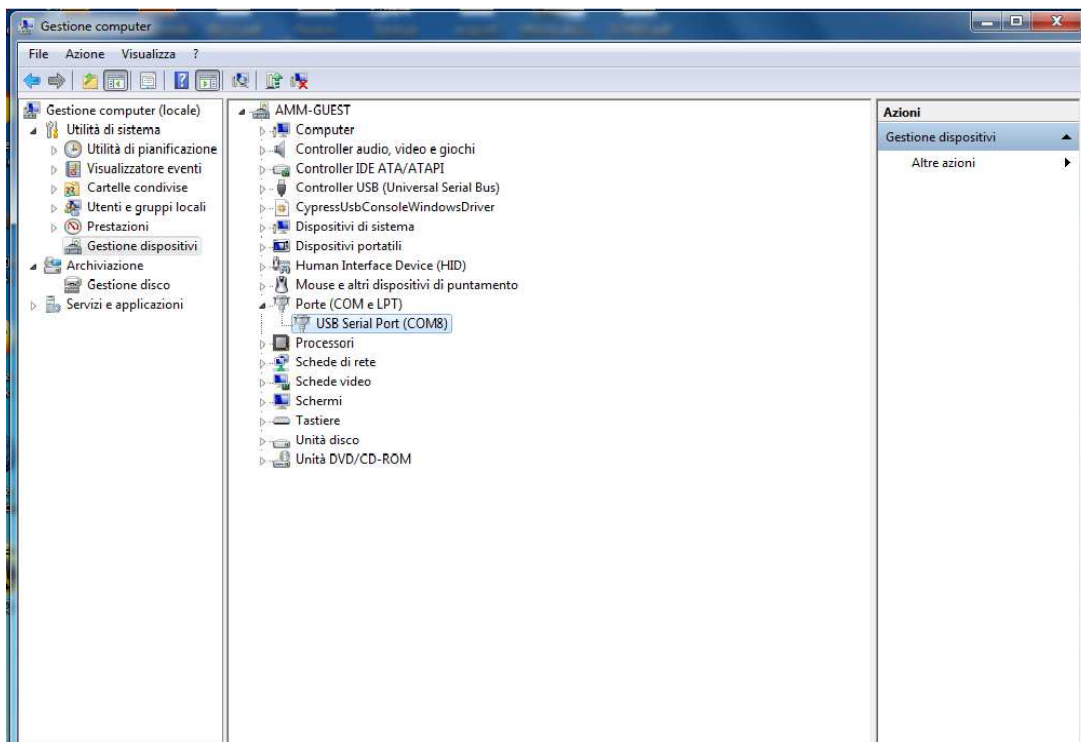 Gestione computer
File Azione Visualizza ?
Gestione computer (locale)
Utilità di sistema
Utilità di pianificazione
Visualizzatore eventi
Cartelle condivise
Utenti e gruppi locali
Prestazioni
Gestione dispositivi
Archiviazione
Gestione disco
Servizi e applicazioni
AMM-GUEST
Computer
Controller audio, video e giochi
Controller IDE ATA/ATAPI
Controller USB (Universal Serial Bus)
CypressUsbConsoleWindowsDriver
Dispositivi di sistema
Dispositivi portatili
Human Interface Device (HID)
Mouse e altri dispositivi di puntamento
Porte (COM e LPT)
USB Serial Port (COM8)
Processori
Schede di rete
Schede video
Schermi
Tastiere
Unità disco
Unità DVD/CD-ROM
Azioni
Gestione dispositivi
Altre azioni